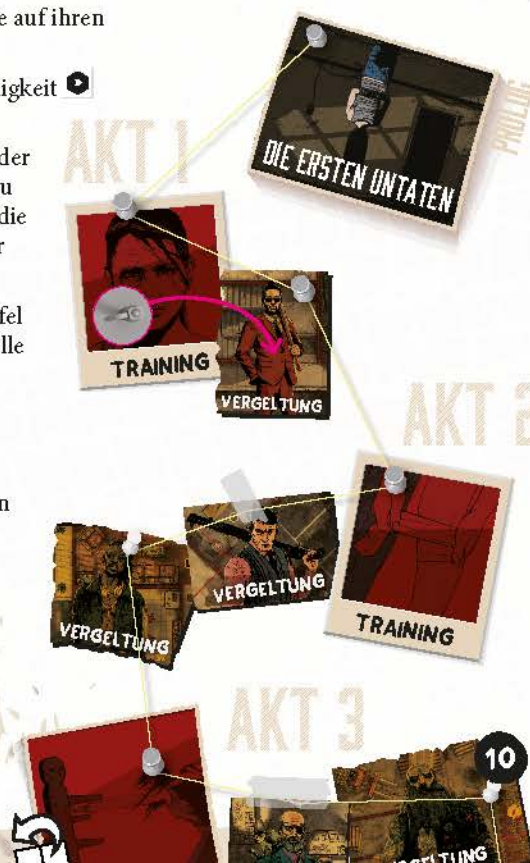 e auf ihren
igkeit
der
u
die
r
fel
lle
n
PROLOG
DIE ERSTEN UNTATEN
AKT 1
TRAINING
VERGELTUNG
AKT 2
VERGELTUNG
VERGELTUNG
TRAINING
AKT 3
10